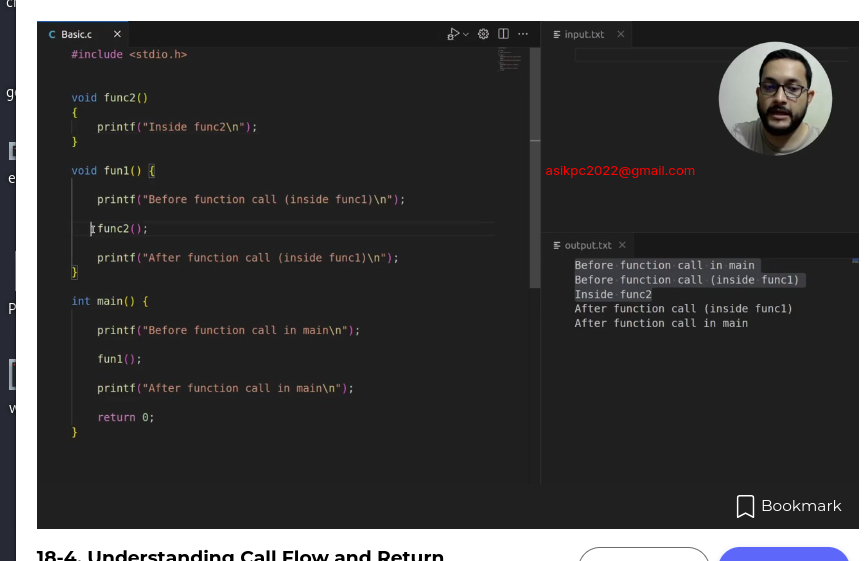 Basic.c
#include <stdio.h>
void func2()
{
printf("Inside func2\n");
}
void fun1() {
printf("Before function call (inside func1)\n");
func2();
printf("After function call (inside func1)\n");
}
int main() {
printf("Before function call in main\n");
fun1();
printf("After function call in main\n");
return 0;
}
input.txt
asikpc2022@gmail.com
output.txt
Before function call in main
Before function call (inside func1)
Inside func2
After function call (inside func1)
After function call in main
Bookmark
18-4. Understanding Call Flow and Return